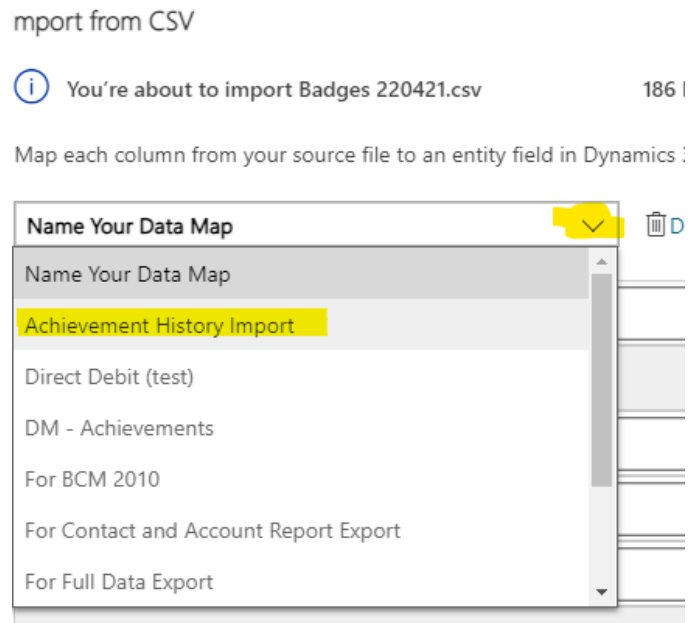 mport from CSV
You're about to import Badges 220421.csv 186
Map each column from your source file to an entity field in Dynamics
Name Your Data Map D
Name Your Data Map
Achievement History Import
Direct Debit (test)
DM - Achievements
For BCM 2010
For Contact and Account Report Export
For Full Data Export